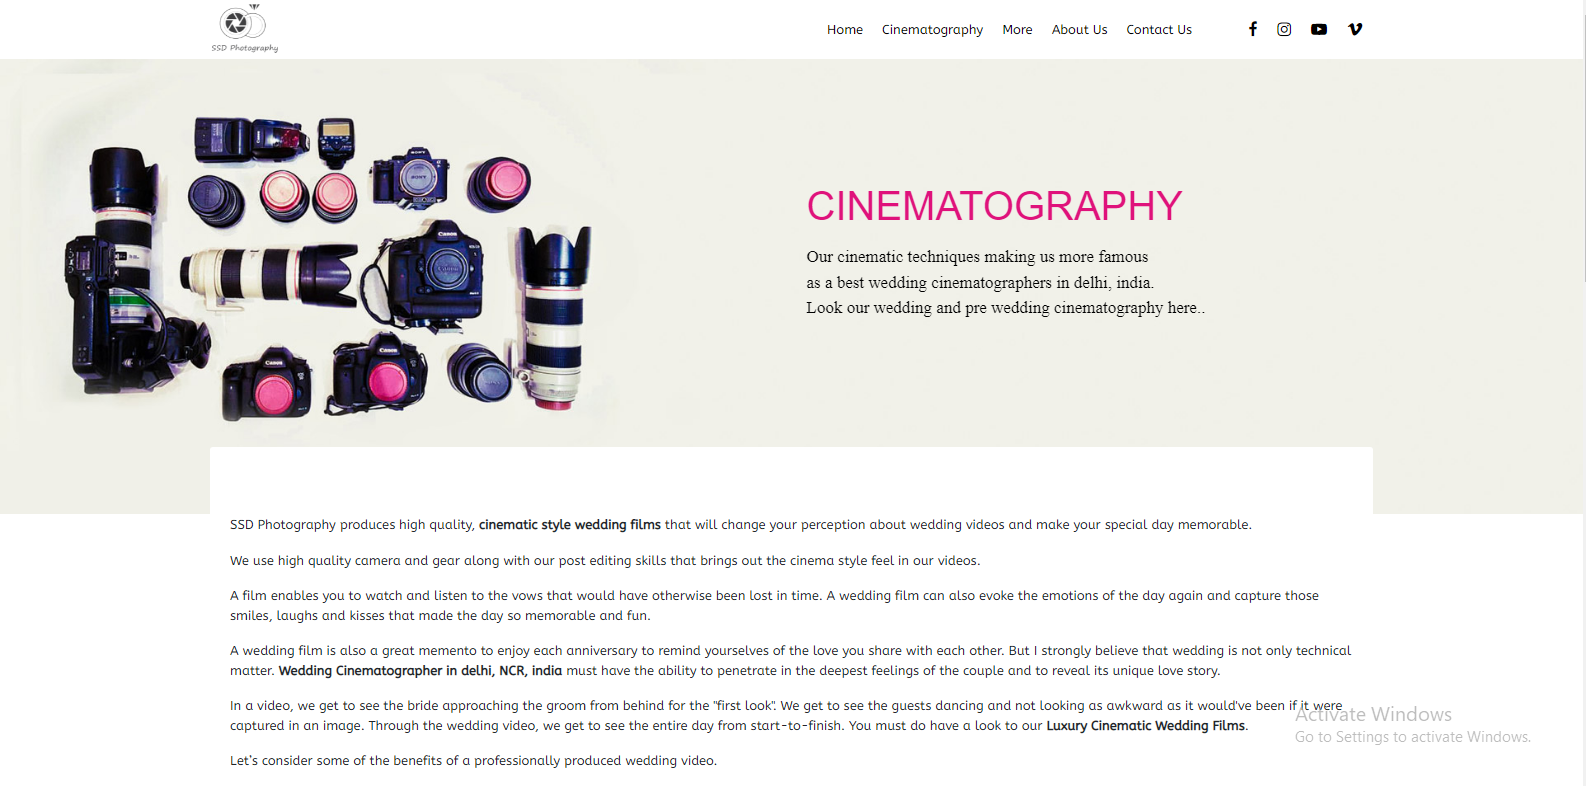 SSD Photography
Home Cinematography More About Us Contact Us
CINEMATOGRAPHY
Our cinematic techniques making us more famous
as a best wedding cinematographers in delhi, india.
Look our wedding and pre wedding cinematography here..
SSD Photography produces high quality, cinematic style wedding films that will change your perception about wedding videos and make your special day memorable.
We use high quality camera and gear along with our post editing skills that brings out the cinema style feel in our videos.
A film enables you to watch and listen to the vows that would have otherwise been lost in time. A wedding film can also evoke the emotions of the day again and capture those
smiles, laughs and kisses that made the day so memorable and fun.
A wedding film is also a great memento to enjoy each anniversary to remind yourselves of the love you share with each other. But I strongly believe that wedding is not only technical
matter. Wedding Cinematographer in delhi, NCR, india must have the ability to penetrate in the deepest feelings of the couple and to reveal its unique love story.
In a video, we get to see the bride approaching the groom from behind for the "first look". We get to see the guests dancing and not looking as awkward as it would've been if it were
captured in an image. Through the wedding video, we get to see the entire day from start-to-finish. You must do have a look to our Luxury Cinematic Wedding Films.
Activate Windows
Go to Settings to activate Windows.
Let's consider some of the benefits of a professionally produced wedding video.